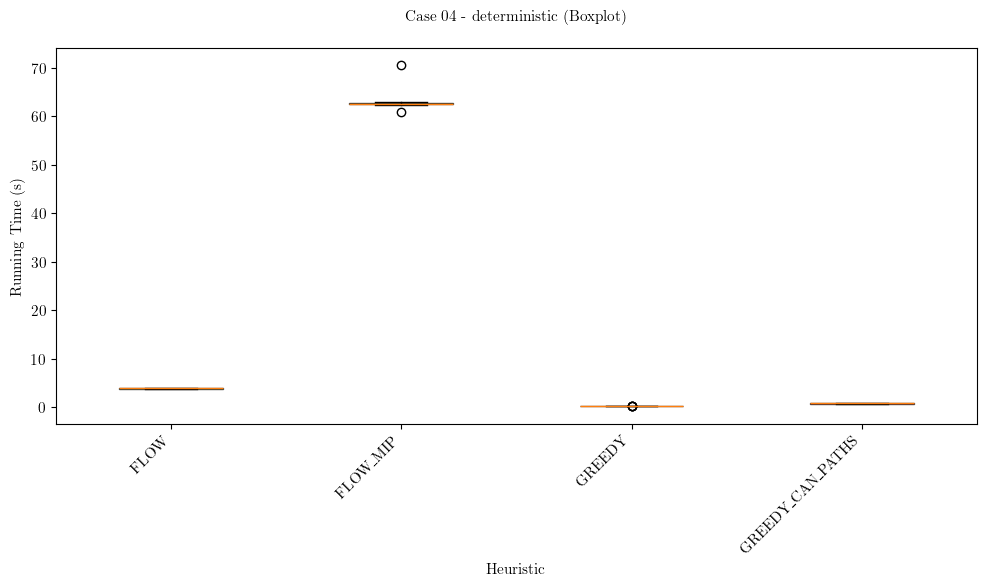 Case 04 - deterministic (Boxplot)
70
60
50
40
30
20
10
0
Running Time (s)
FLOW
FLOW_MIP
GREEDY
GREEDY_CAN_PATHS
Heuristic